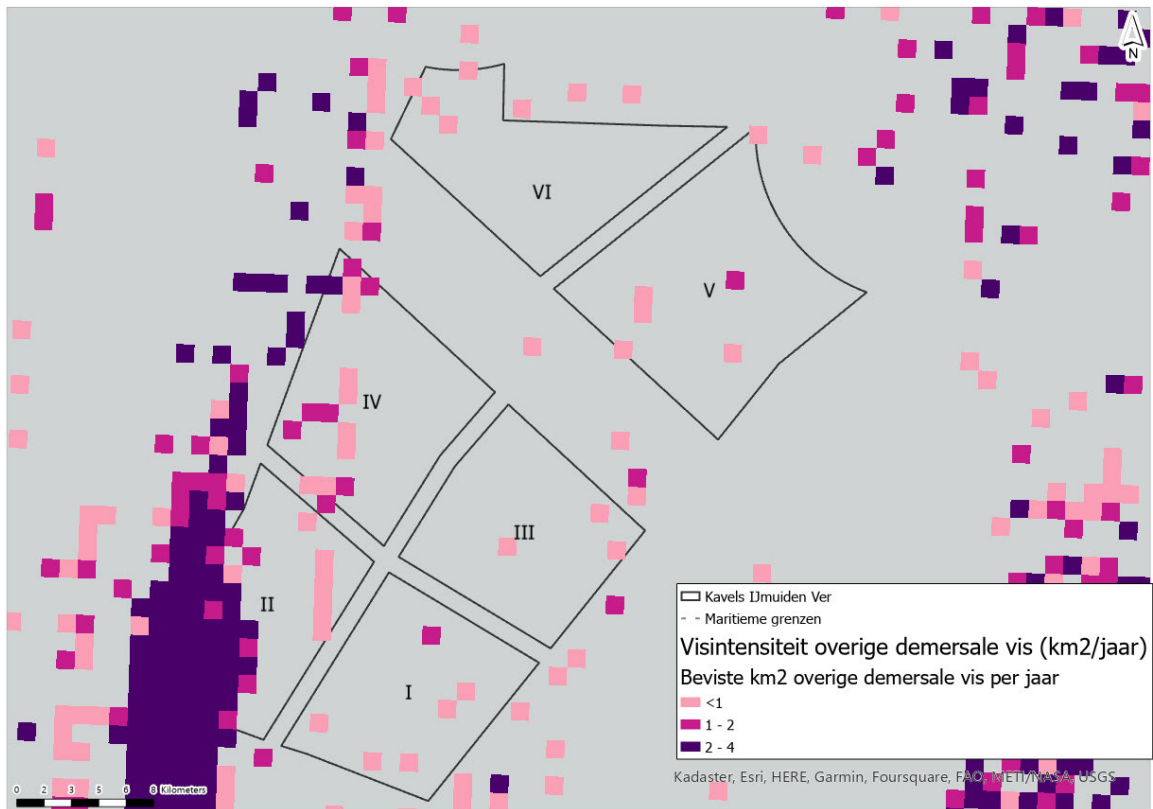 N
VI
V
IV
III
II
I
Kavels IJmuiden Ver
Maritieme grenzen
Visintensiteit overige demersale vis (km2/jaar)
Beviste km2 overige demersale vis per jaar
<1
1 - 2
2 - 4
Kadaster, Esri, HERE, Garmin, Foursquare, FAO, METI/NASA, USGS
0 2 4 6 8 Kilometers